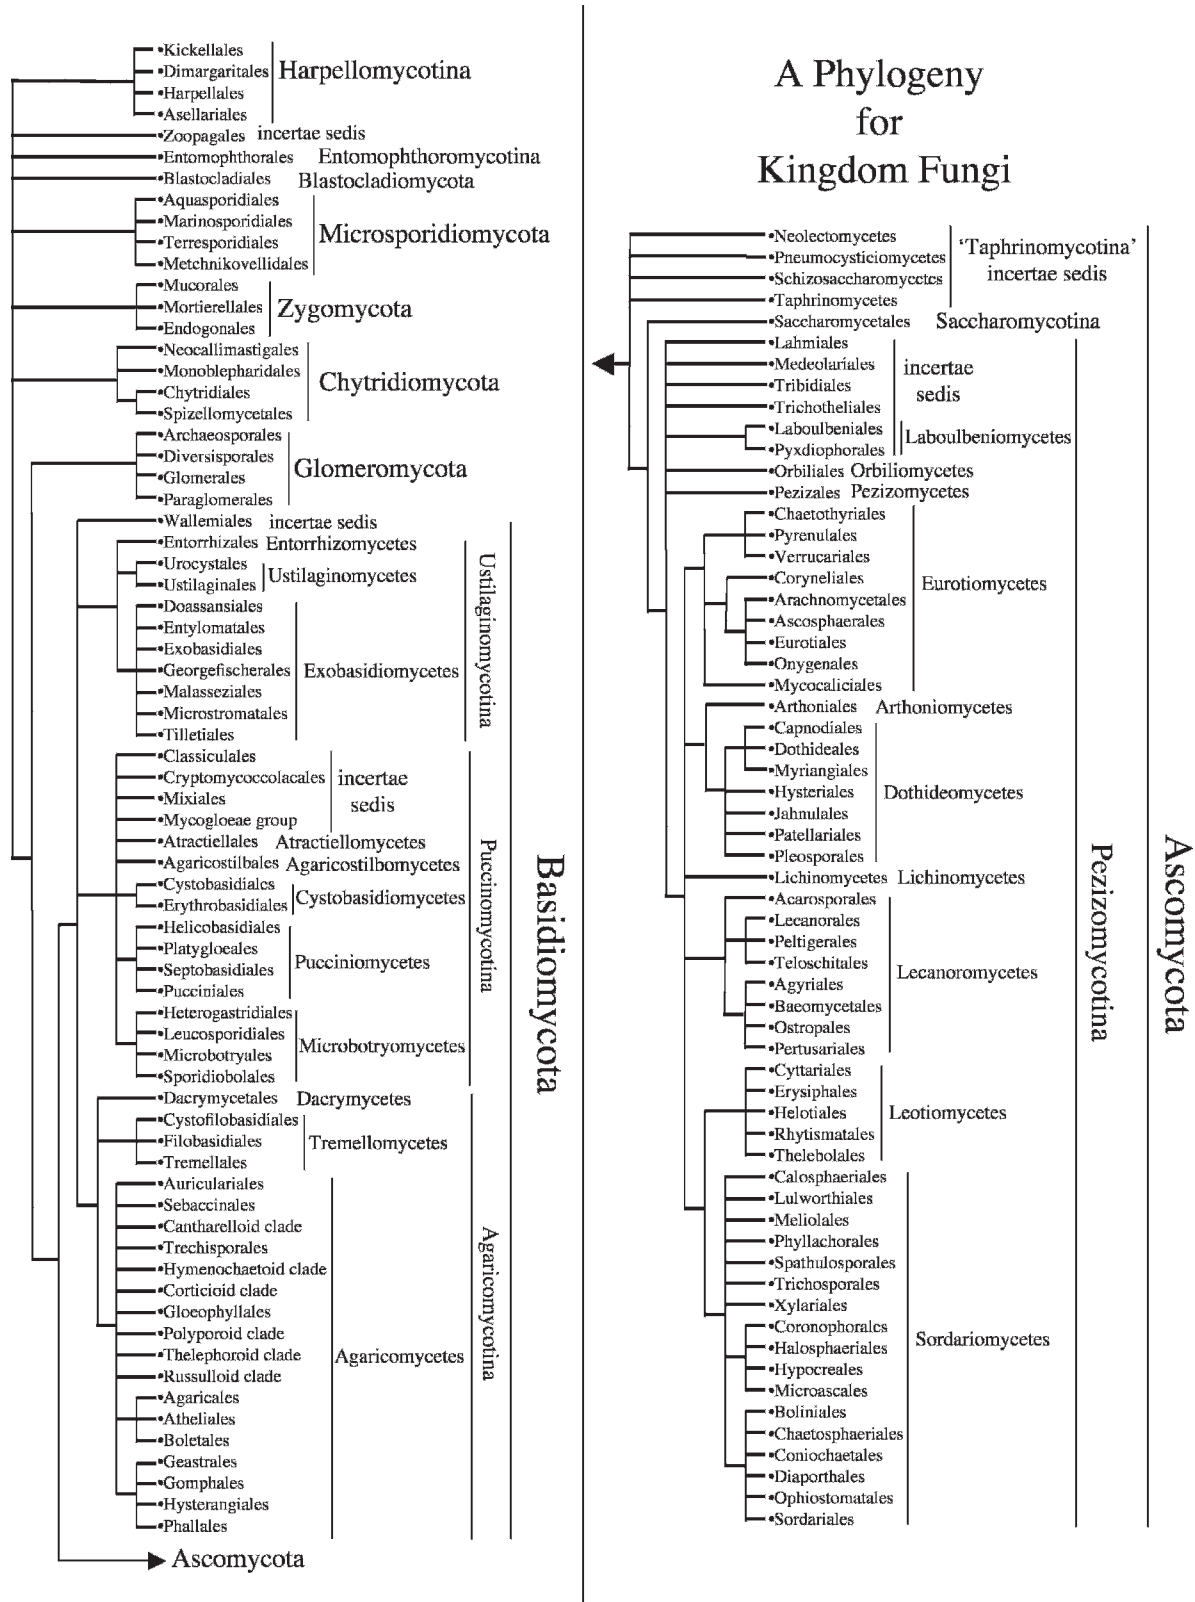 Kickellales
Dimargaritales
Harpellales
Asellariales
Harpellomycotina
Zoopagales incertae sedis
Entomophthorales Entomophthoromycotina
Blastocladiales Blastocladiomycota
Aquasporidiales
Marinosporidiales
Terresporidiales
Metchnikovellidales
Microsporidiomycota
Mucorales
Mortierellales
Endogonales
Zygomycota
Neocallimastigales
Monoblepharidales
Chytridiales
Spizellomycetales
Chytridiomycota
Archaeosporales
Diversisporales
Glomerales
Paraglomerales
Glomeromycota
Wallemiales incertae sedis
Entorrhizales Entorrhizomycetes
Urocystales
Ustilaginales
Ustilaginomycetes
Doassansiales
Entylomatales
Exobasidiales
Georgefischerales
Malasseziales
Microstromatales
Tilletiales
Exobasidiomycetes
Ustilaginomycotina
Classiculales
Cryptomycoccolacales
Mixiales
Mycogloeae group
incertae
sedis
Atractiellales Atractiellomycetes
Agaricostilbales Agaricostilbomycetes
Cystobasidiales
Erythrobasidiales
Cystobasidiomycetes
Helicobasidiales
Platygloeales
Septobasidiales
Pucciniales
Pucciniomycetes
Heterogastridiales
Leucosporidiales
Microbotryales
Sporidiobolales
Microbotryomycetes
Puccinomycotina
Dacrymycetales Dacrymycetes
Cystofilobasidiales
Filobasidiales
Tremellales
Tremellomycetes
Auriculariales
Sebaccinales
Cantharelloid clade
Trechisporales
Hymenochaetoid clade
Corticioid clade
Gloeophyllales
Polyporoid clade
Thelephoroid clade
Russulloid clade
Agaricales
Atheliales
Boletales
Geastrales
Gomphales
Hysterangiales
Phallales
Agaricomycetes
Agaricomycotina
Basidiomycota
Ascomycota
A Phylogeny
for
Kingdom Fungi
Neolectomycetes
Pneumocysticiomycetes
Schizosaccharomycetes
Taphrinomycetes
‘Taphrinomycotina’
incertae sedis
Saccharomycetales Saccharomycotina
Lahmiales
Medeolariales
Tribidiales
Trichotheliales
incertae
sedis
Laboulbeniales
Pyxdiophorales
Laboulbeniomycetes
Orbiliales Orbiliomycetes
Pezizales Pezizomycetes
Chaetothyriales
Pyrenulales
Verrucariales
Coryneliales
Arachnomycetales
Ascosphaerales
Eurotiales
Onygenales
Mycocaliciales
Eurotiomycetes
Arthoniales Arthoniomycetes
Capnodiales
Dothideales
Myriangiales
Hysteriales
Jahnulales
Patellariales
Pleosporales
Dothideomycetes
Lichinomycetes Lichinomycetes
Acarosporales
Lecanorales
Peltigerales
Teloschitales
Agyriales
Baeomycetales
Ostropales
Pertusariales
Lecanoromycetes
Cyttariales
Erysiphales
Helotiales
Rhytismatales
Thelebolales
Leotiomycetes
Calosphaeriales
Lulworthiales
Meliolales
Phyllachorales
Spathulosporales
Trichosporales
Xylariales
Coronophorales
Halosphaeriales
Hypocreales
Microascales
Boliniales
Chaetosphaeriales
Coniochaetales
Diaporthales
Ophiostomatales
Sordariales
Sordariomycetes
Pezizomycotina
Ascomycota